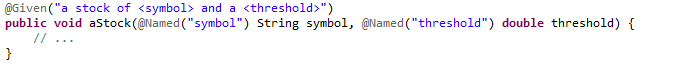 @Given("a stock of <symbol> and a <threshold>")
public void aStock(@Named("symbol") String symbol, @Named("threshold") double threshold) {
    // ...
}